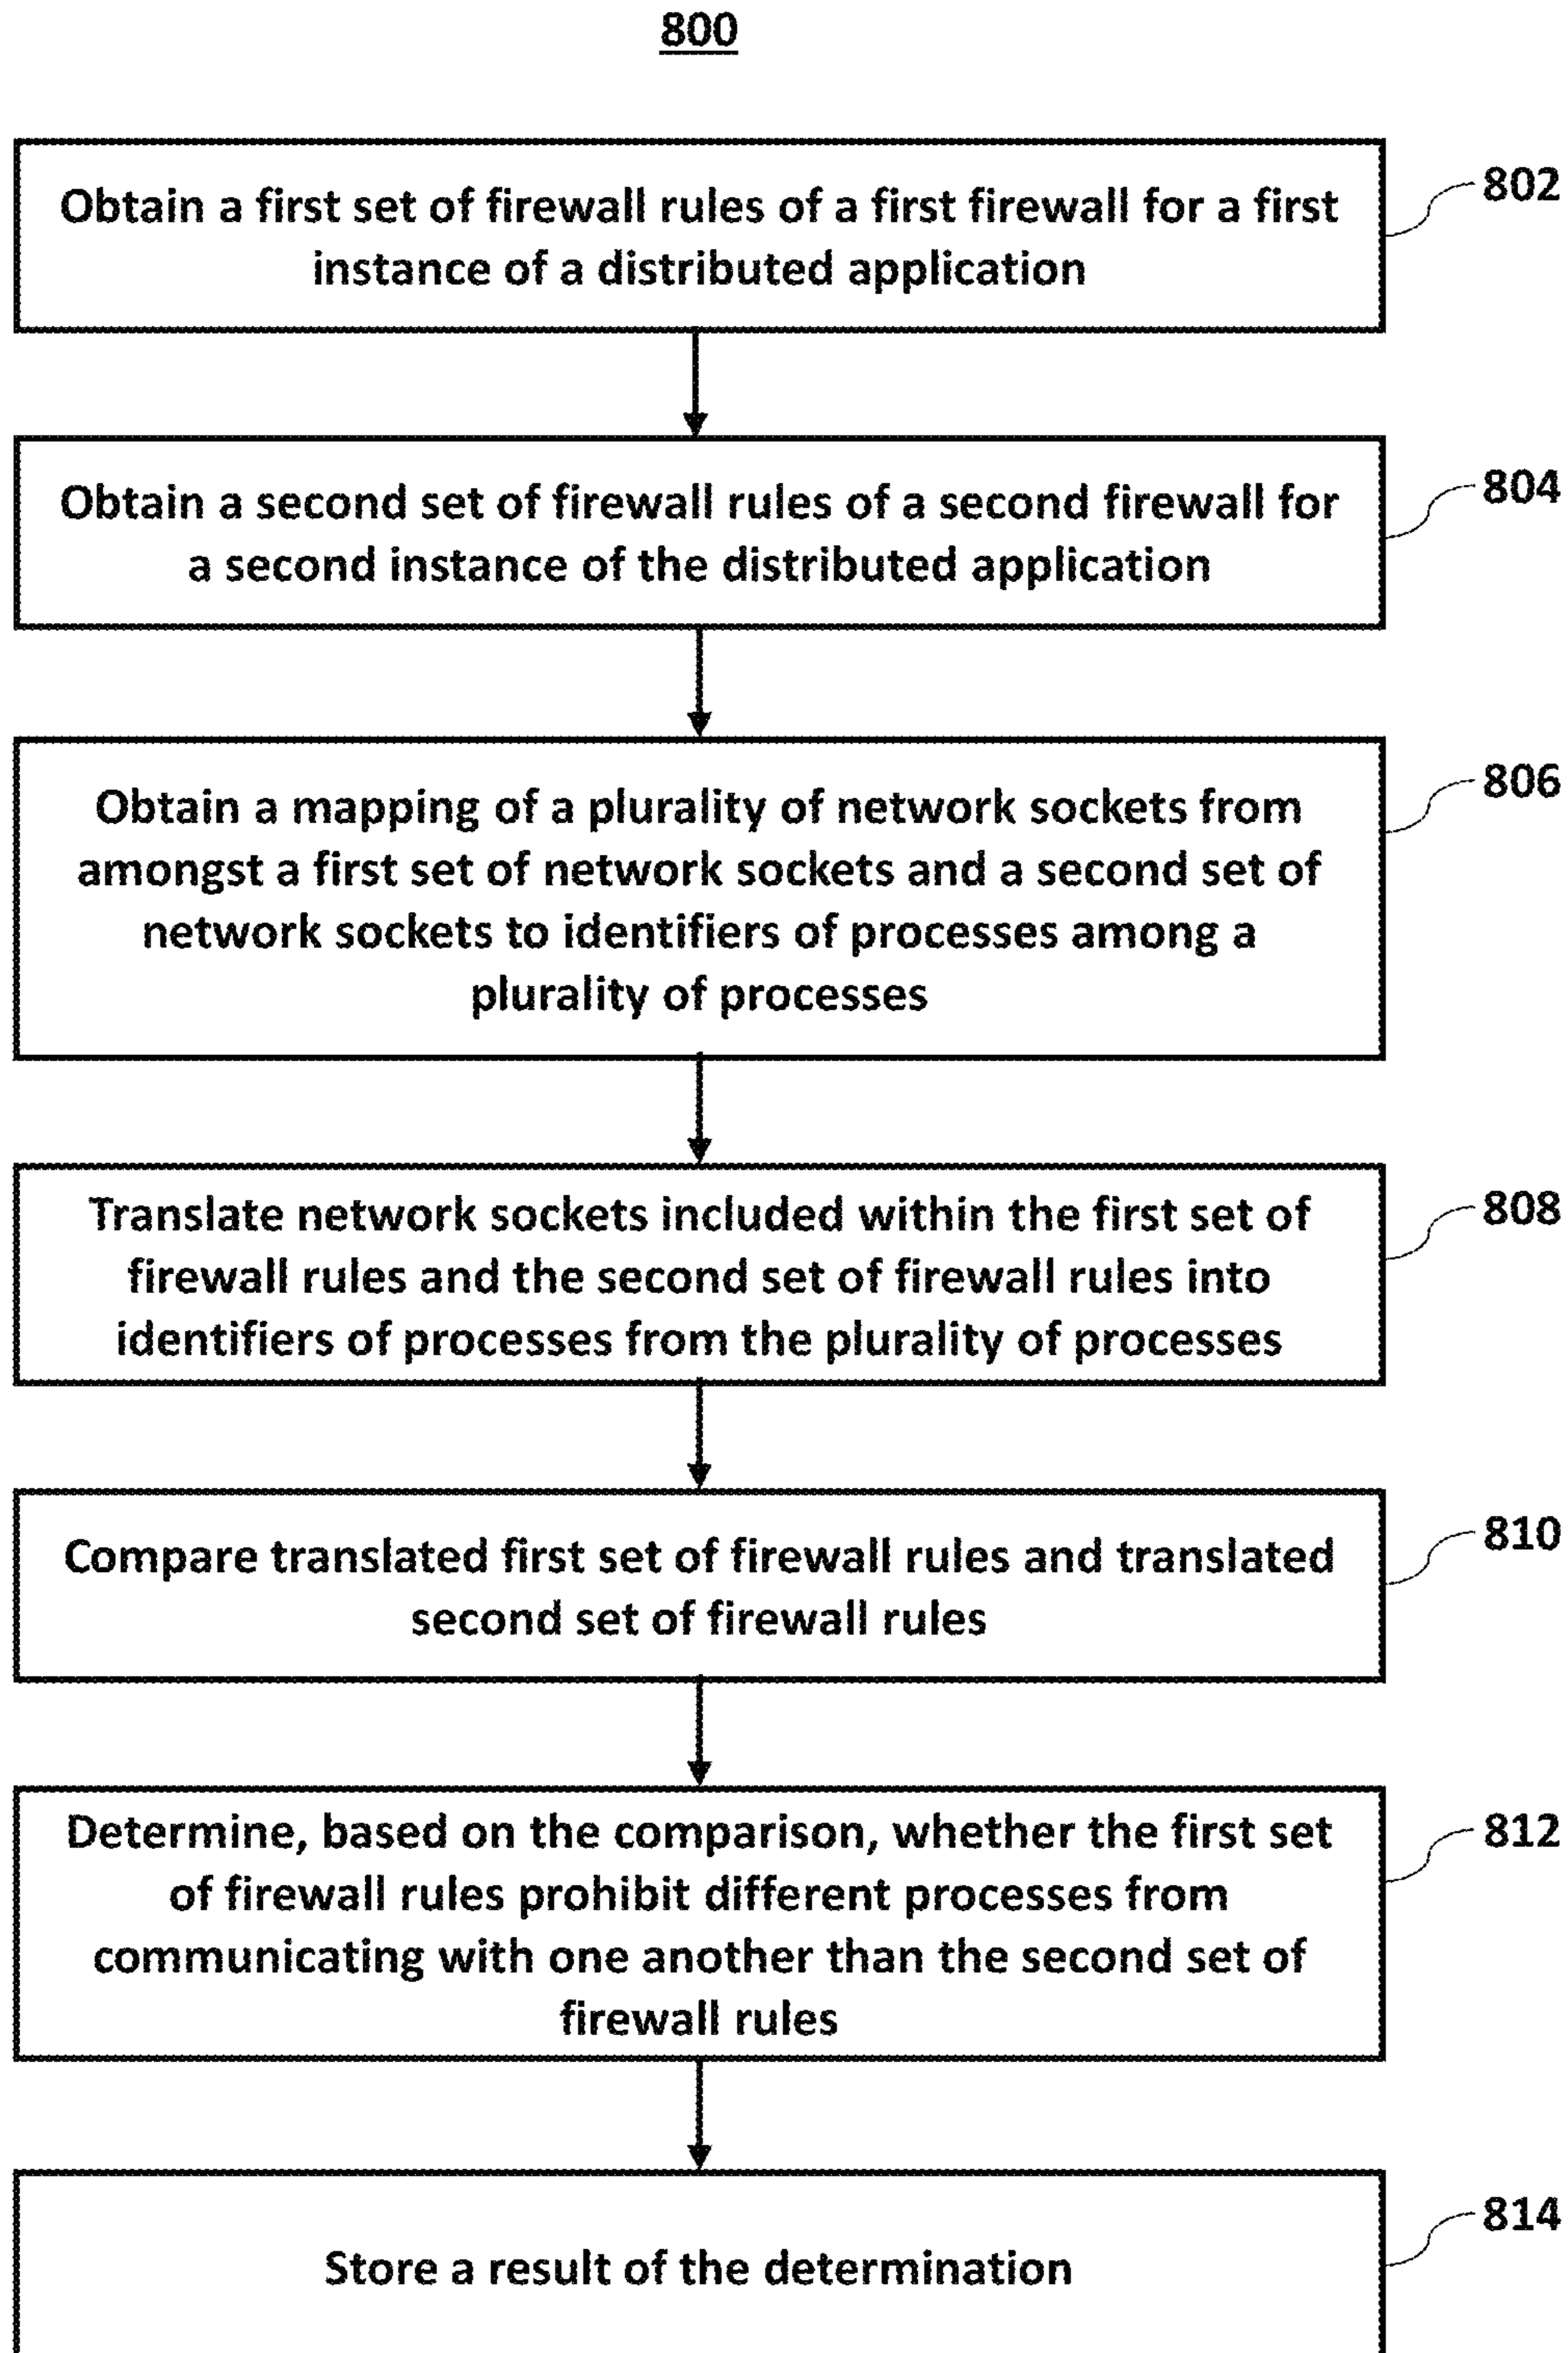 800
Obtain a first set of firewall rules of a first firewall for a first
instance of a distributed application
802
Obtain a second set of firewall rules of a second firewall for
a second instance of the distributed application
804
Obtain a mapping of a plurality of network sockets from
amongst a first set of network sockets and a second set of
network sockets to identifiers of processes among a
plurality of processes
806
Translate network sockets included within the first set of
firewall rules and the second set of firewall rules into
identifiers of processes from the plurality of processes
808
Compare translated first set of firewall rules and translated
second set of firewall rules
810
Determine, based on the comparison, whether the first set
of firewall rules prohibit different processes from
communicating with one another than the second set of
firewall rules
812
Store a result of the determination
814